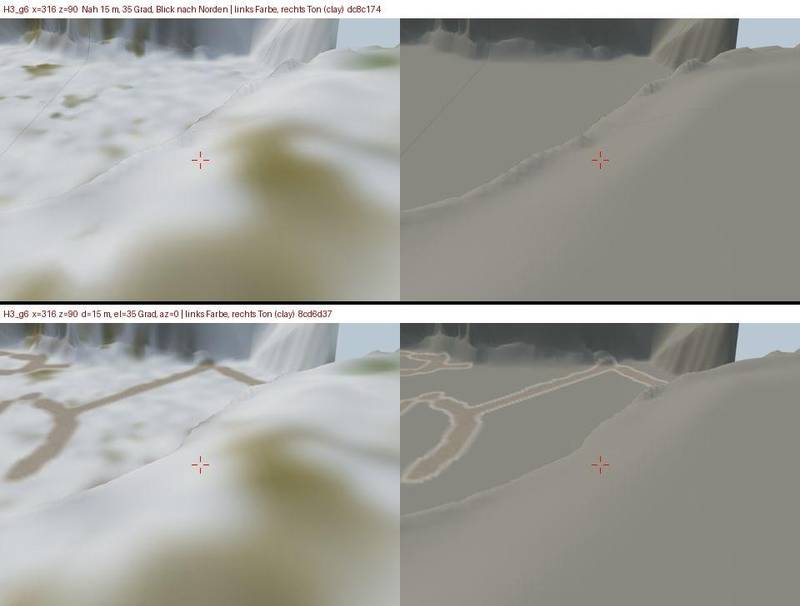 H3_g6 x=316 z=90 Nah 15 m, 35 Grad, Blick nach Norden | links Farbe, rechts Ton (clay) dc8c174
H3_g6 x=316 z=90 d=15 m, el=35 Grad, az=0 | links Farbe, rechts Ton (clay) 8cd6d37